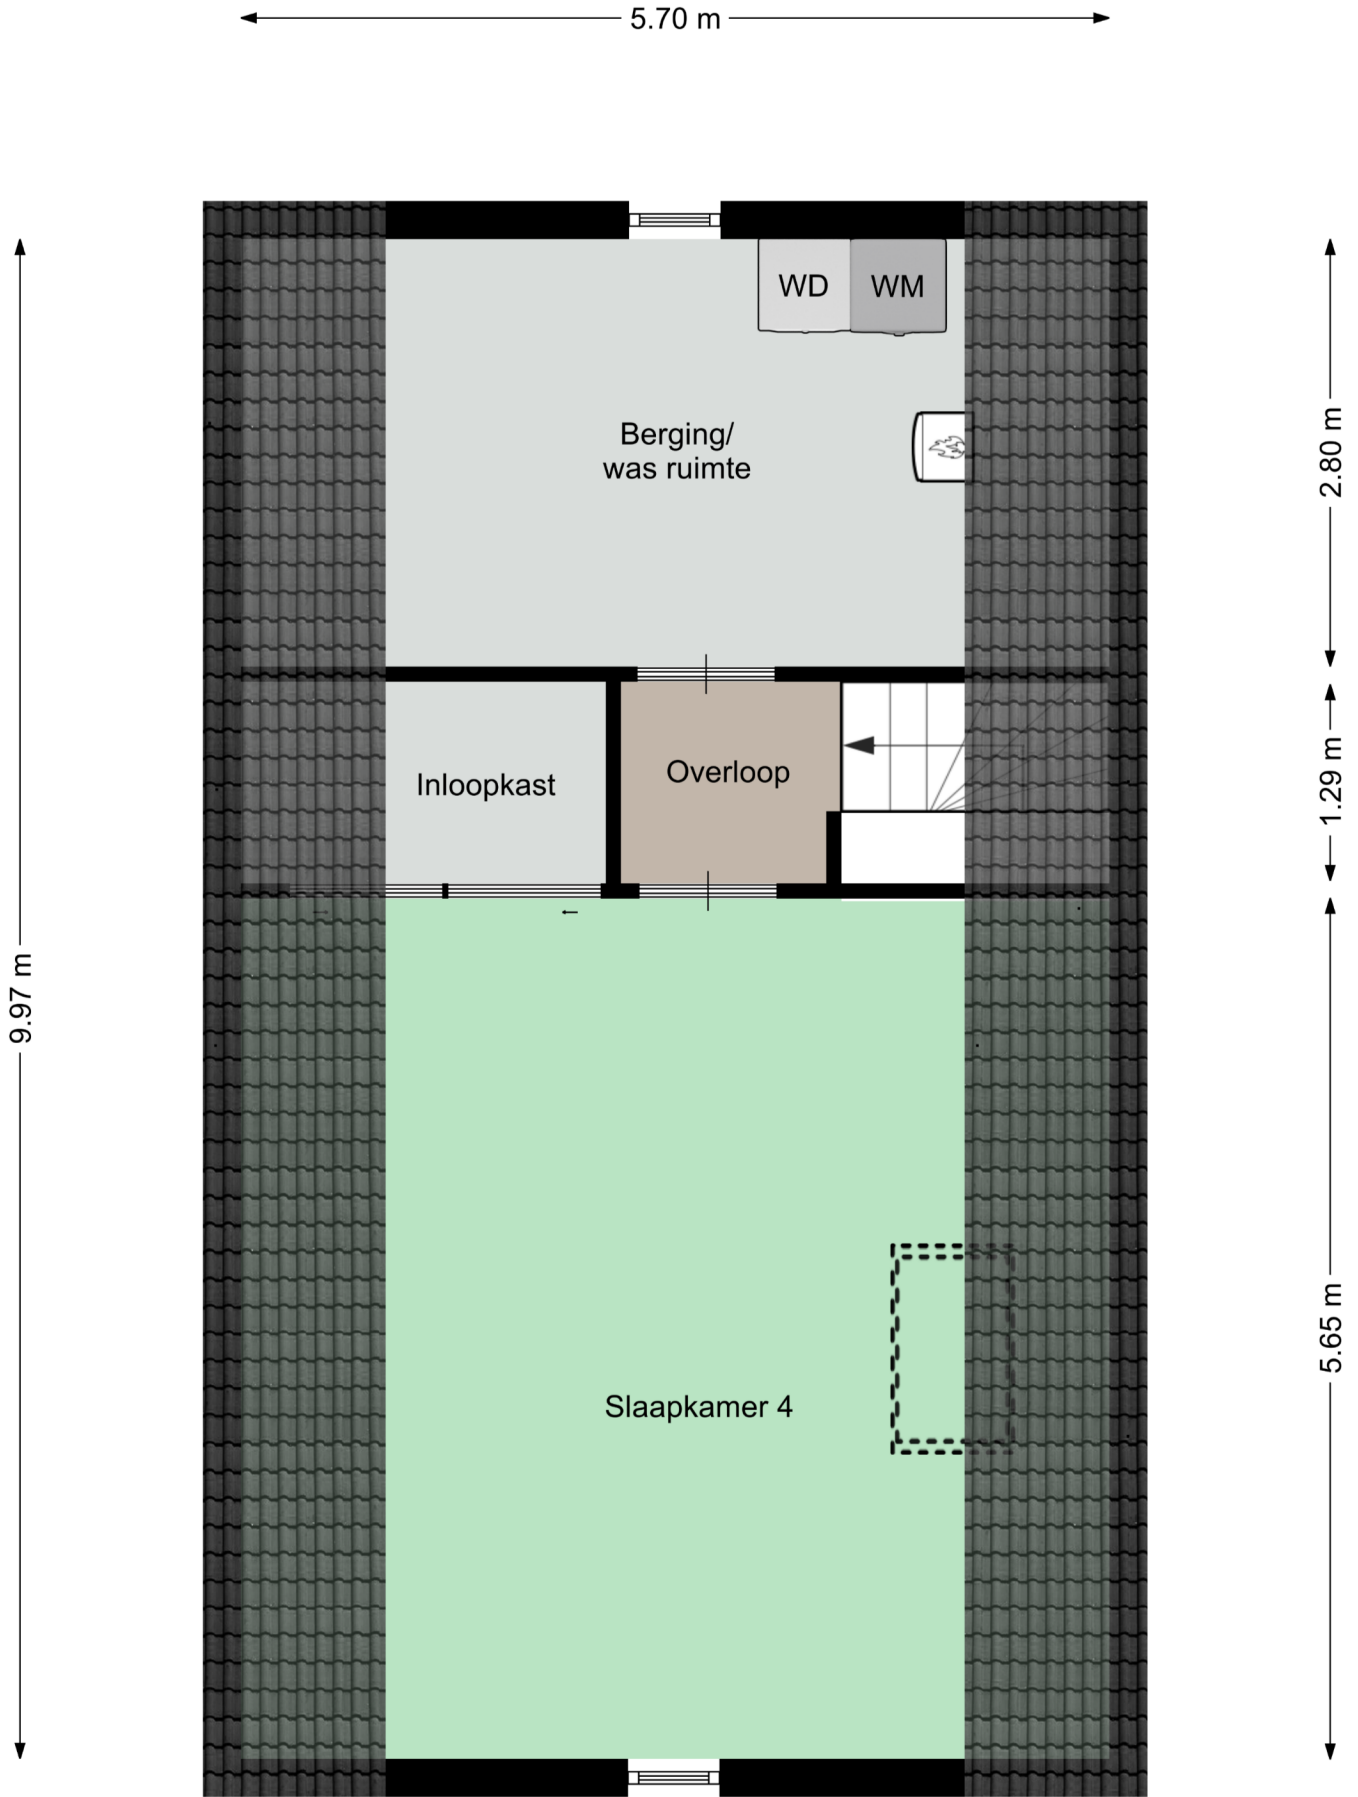 5.70 m
WD
WM
Berging/
was ruimte
2.80 m
Inloopkast
Overloop
1.29 m
9.97 m
5.65 m
Slaapkamer 4